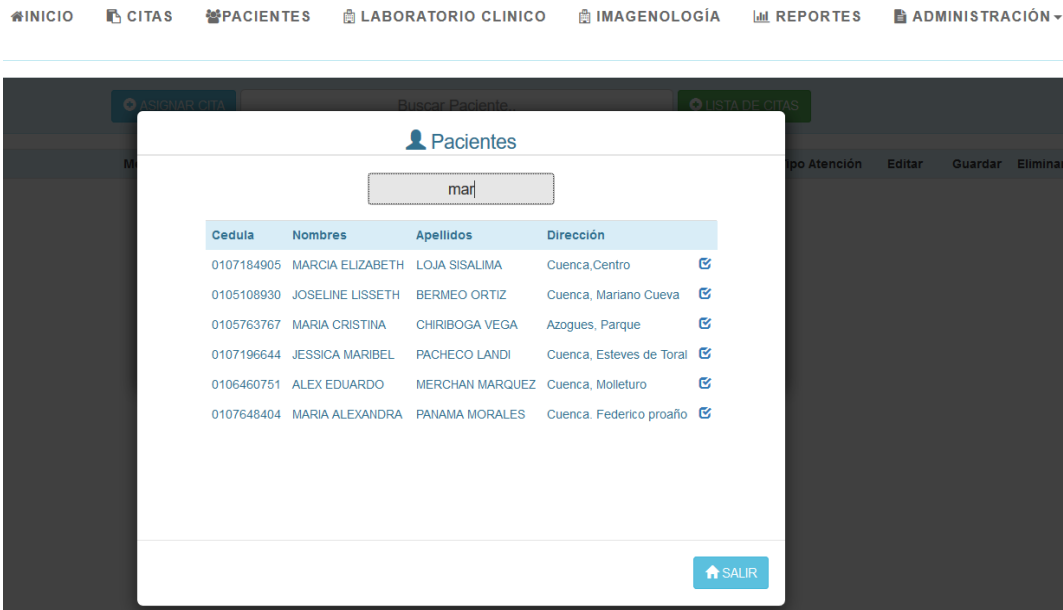 INICIO CITAS PACIENTES LABORATORIO CLINICO IMAGENOLOGÍA REPORTES ADMINISTRACIÓN
ASIGNAR CITA Buscar Paciente.. LISTA DE CITAS
Pacientes
Atención Editar Guardar Eliminar
mar
Cedula Nombres Apellidos Dirección
0107184905 MARCIA ELIZABETH LOJA SISALIMA Cuenca,Centro
0105108930 JOSELINE LISSETH BERMEO ORTIZ Cuenca, Mariano Cueva
0105763767 MARIA CRISTINA CHIRIBOGA VEGA Azogues, Parque
0107196644 JESSICA MARIBEL PACHECO LANDI Cuenca, Esteves de Toral
0106460751 ALEX EDUARDO MERCHAN MARQUEZ Cuenca, Molleturo
0107648404 MARIA ALEXANDRA PANAMA MORALES Cuenca. Federico proaño
SALIR